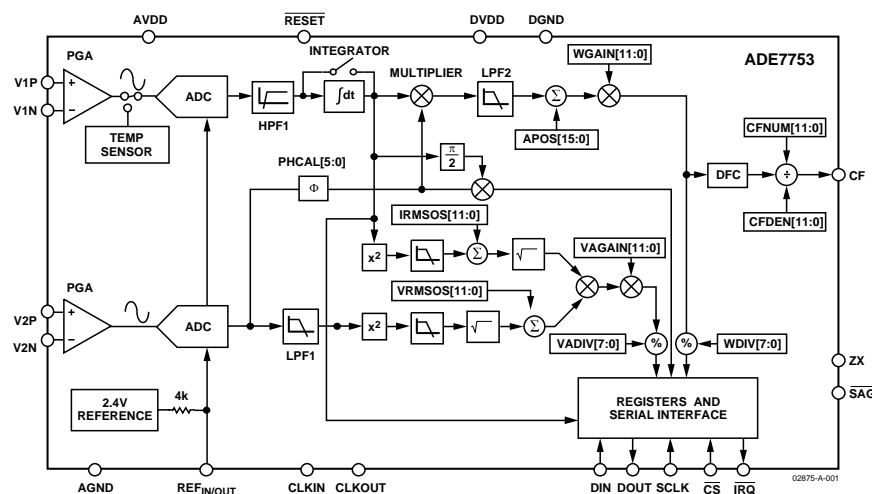 AVDD
RESET
DVDD
DGND
INTEGRATOR
WGAIN[11:0]
ADE7753
PGA
MULTIPLIER
LPF2
V1P
+
ADC
∫dt
Σ
CFNUM[11:0]
V1N
−
HPF1
TEMP
SENSOR
APOS[15:0]
π
2
PHCAL[5:0]
Φ
DFC
÷
CF
IRMSOS[11:0]
CFDEN[11:0]
VAGAIN[11:0]
x²
Σ
√
PGA
VRMSOS[11:0]
V2P
+
ADC
x²
√
Σ
V2N
−
LPF1
VADIV[7:0]
%
%
WDIV[7:0]
ZX
2.4V
REFERENCE
4k
REGISTERS AND
SERIAL INTERFACE
SAG
AGND
REFIN/OUT
CLKIN
CLKOUT
DIN
DOUT
SCLK
CS
IRQ
02875-A-001